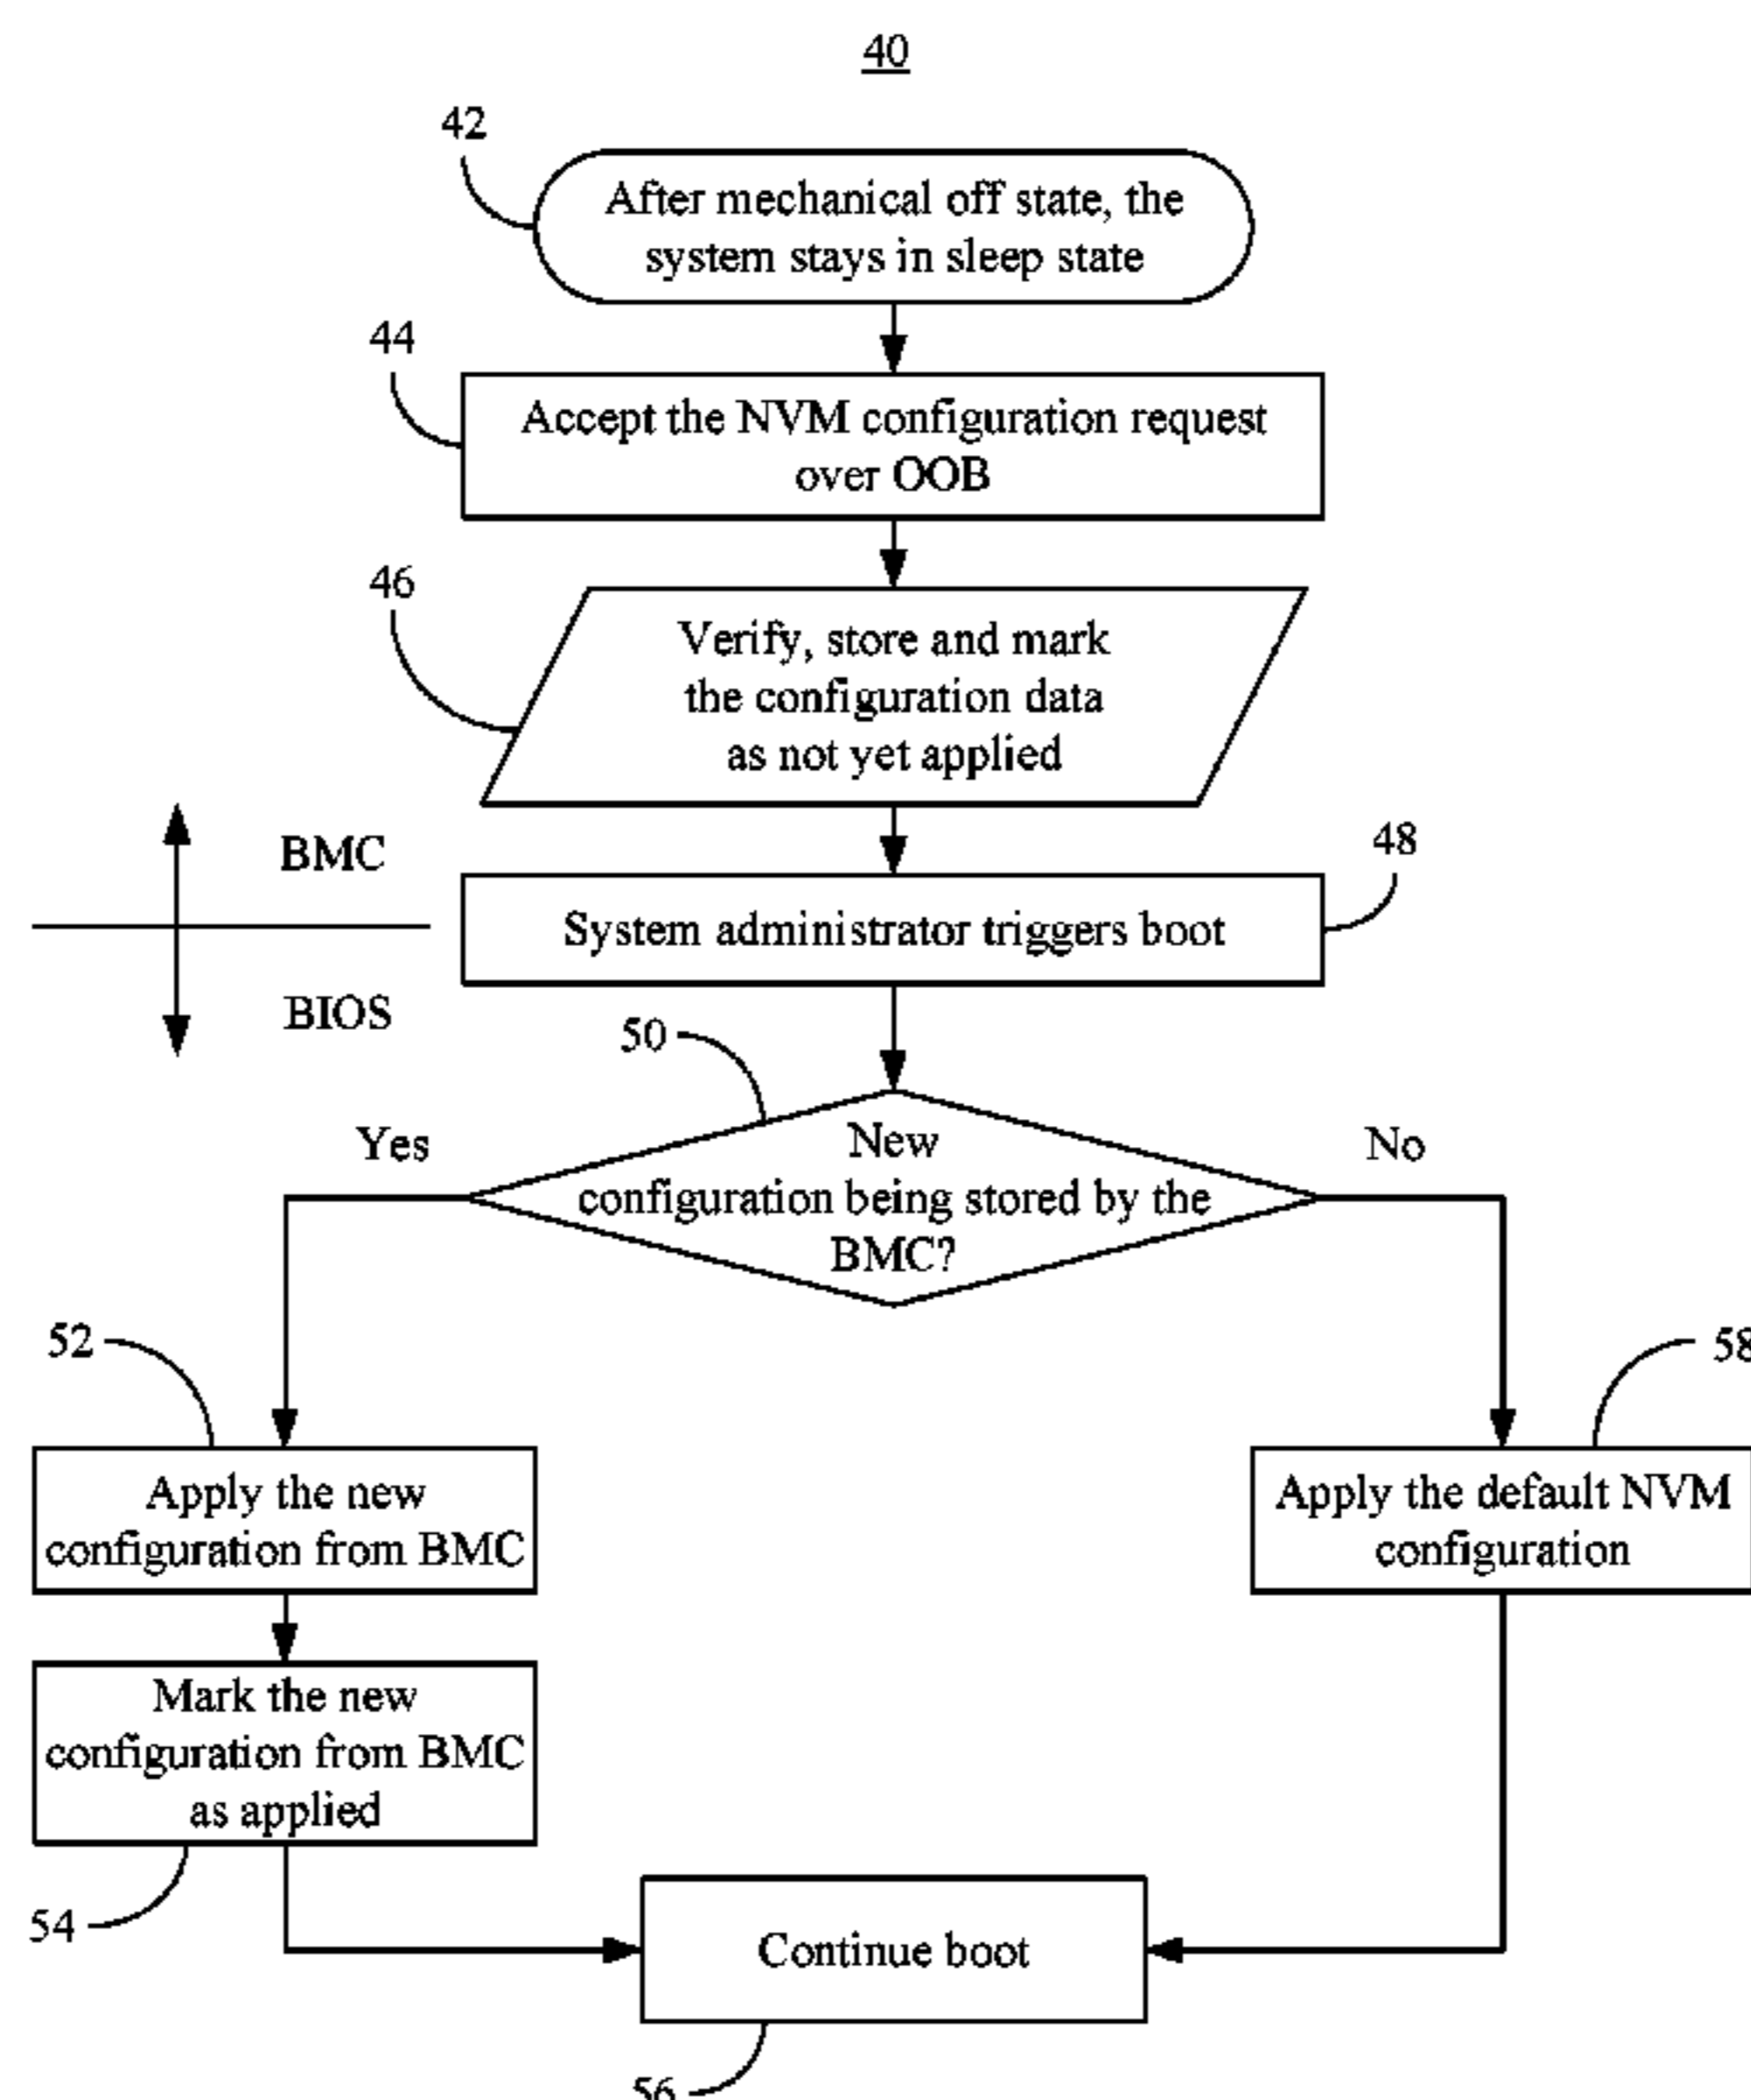 40
42
After mechanical off state, the
system stays in sleep state
44
Accept the NVM configuration request
over OOB
46
Verify, store and mark
the configuration data
as not yet applied
BMC
48
System administrator triggers boot
BIOS
50
Yes
New
configuration being stored by the
BMC?
No
52
58
Apply the new
configuration from BMC
Apply the default NVM
configuration
Mark the new
configuration from BMC
as applied
54
Continue boot
56